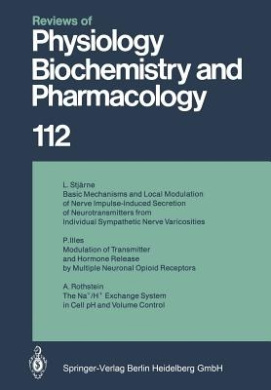 Reviews of
Physiology
Biochemistry and
Pharmacology
112
L. Stjärne
Basic Mechanisms and Local Modulation
of Nerve Impulse-Induced Secretion
of Neurotransmitters from
Individual Sympathetic Nerve Varicosities
P. Illes
Modulation of Transmitter
and Hormone Release
by Multiple Neuronal Opioid Receptors
A. Rothstein
The Na⁺/H⁺ Exchange System
in Cell pH and Volume Control
Springer-Verlag Berlin Heidelberg GmbH